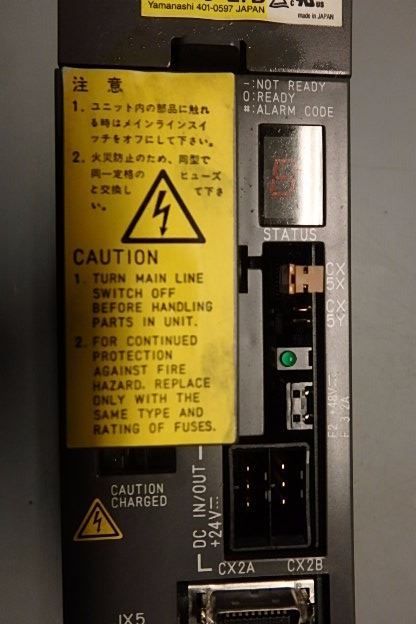 Yamanashi 401-0597 JAPAN
made in JAPAN
注 意
1. ユニット内の部品に触れ
る時はメインラインスイ
ッチをオフにして下さい。
2. 火災防止のため、同型で
同一定格の ヒューズ
と交換し て下さ
い。
CAUTION
1. TURN MAIN LINE
SWITCH OFF
BEFORE HANDLING
PARTS IN UNIT.
2. FOR CONTINUED
PROTECTION
AGAINST FIRE
HAZARD. REPLACE
ONLY WITH THE
SAME TYPE AND
RATING OF FUSES.
-:NOT READY
0:READY
#:ALARM CODE
STATUS
CX
5X
CX
5Y
F2 +48V
F 3.2A
CAUTION
CHARGED
DC IN/OUT
+24V
CX2A CX2B
JX5